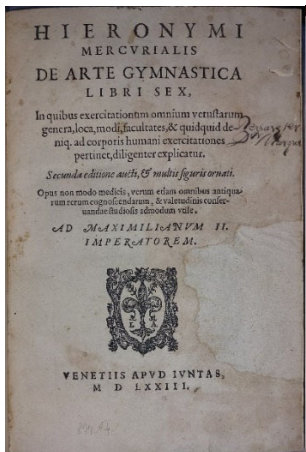 HIERONYMI
MERCVRIALIS
DE ARTE GYMNASTICA
LIBRI SEX,
In quibus exercitationum omnium vetustarum
genera, loca, modi, facultates, & quidquid de-
niq. ad corporis humani exercitationes
pertinet, diligenter explicatur.
Secunda editione aucti, & multis figuris ornati.
Opus non modo medicis, verum etiam omnibus antiqua-
rum rerum cognoscendarum, & valetudinis conser-
uandae studiosis admodum vtile.
AD MAXIMILIANVM II.
IMPERATOREM.
VENETIIS APVD IVNTAS,
M D LXXIII.